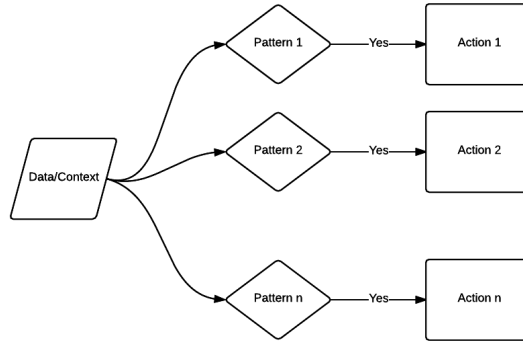 Pattern 1
Yes
Action 1
Data/Context
Pattern 2
Yes
Action 2
Pattern n
Yes
Action n